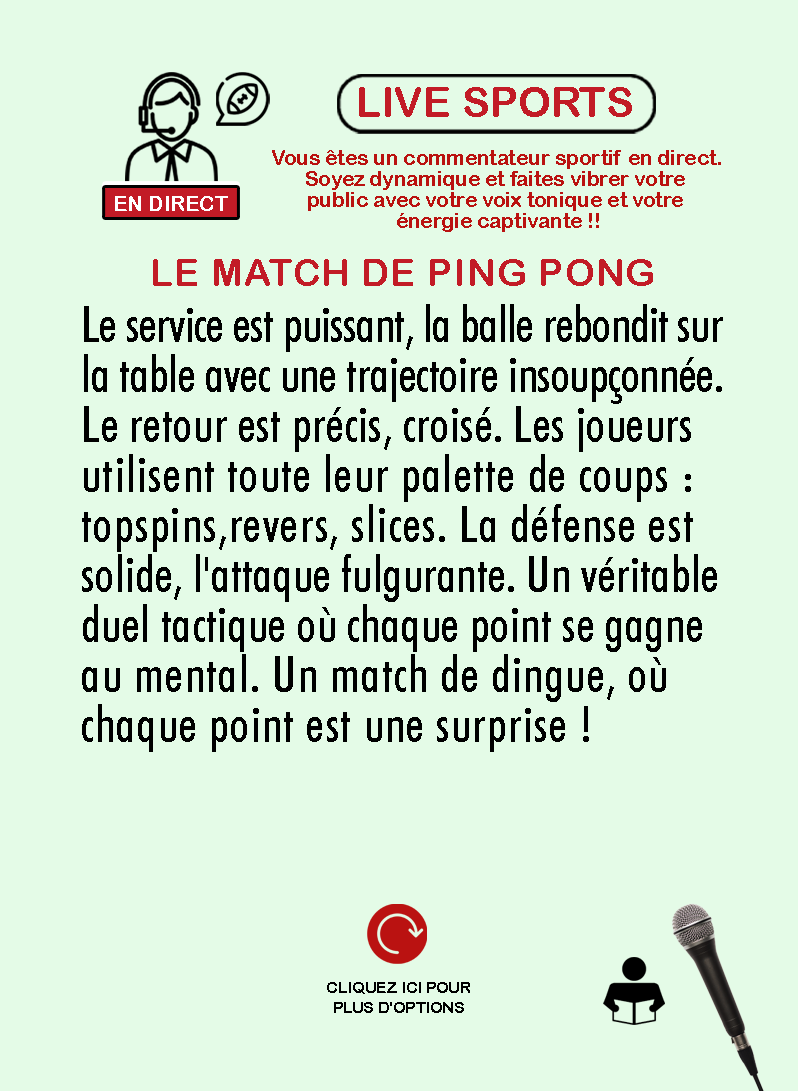 LIVE SPORTS
Vous êtes un commentateur sportif en direct.
Soyez dynamique et faites vibrer votre
public avec votre voix tonique et votre
énergie captivante !!
EN DIRECT
LE MATCH DE PING PONG
Le service est puissant, la balle rebondit sur
la table avec une trajectoire insoupçonnée.
Le retour est précis, croisé. Les joueurs
utilisent toute leur palette de coups :
topspins,revers, slices. La défense est
solide, l'attaque fulgurante. Un véritable
duel tactique où chaque point se gagne
au mental. Un match de dingue, où
chaque point est une surprise !
CLIQUEZ ICI POUR
PLUS D'OPTIONS